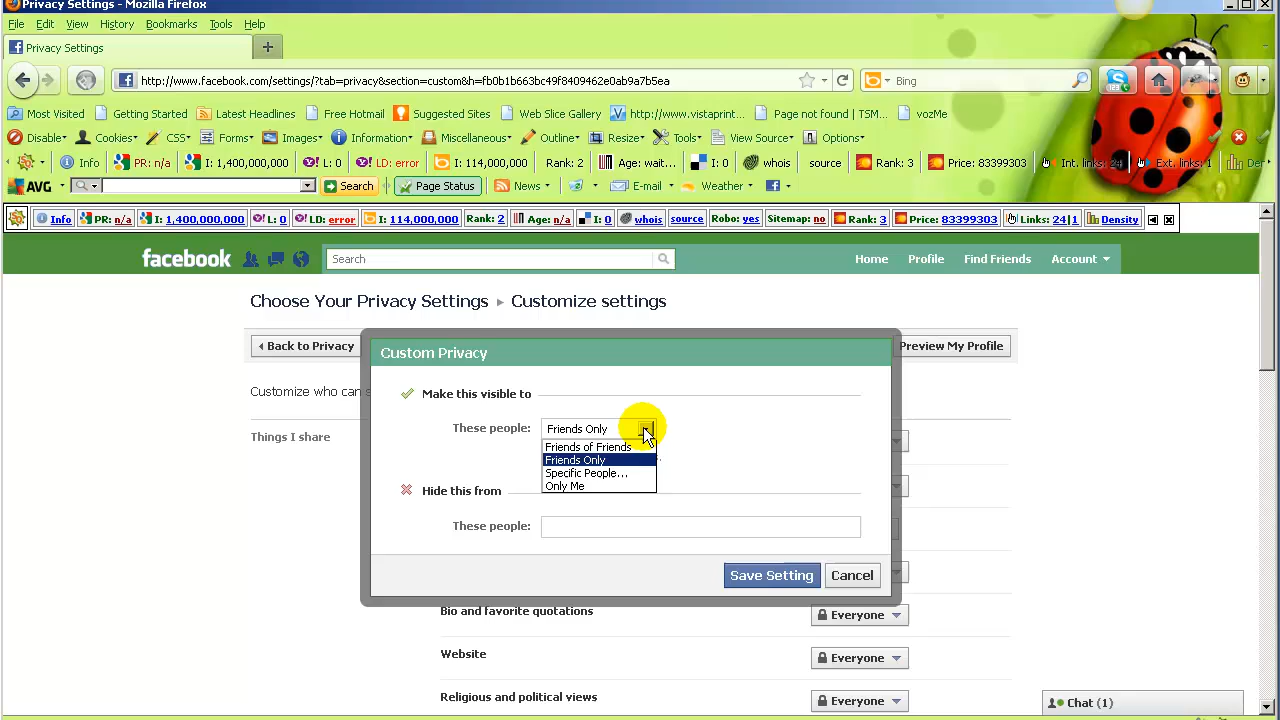 Privacy Settings - Mozilla Firefox
File Edit View History Bookmarks Tools Help
Privacy Settings
http://www.facebook.com/settings/?tab=privacy&section=custom&h=fb0b1b663bc49f8409462e0ab9a7b5ea
Bing
Most Visited Getting Started Latest Headlines Free Hotmail Suggested Sites Web Slice Gallery http://www.vistaprint... Page not found | TSM... vozMe
Disable Cookies CSS Forms Images Information Miscellaneous Outline Resize Tools View Source Options
Info PR: n/a I: 1,400,000,000 L: 0 LD: error I: 114,000,000 Rank: 2 Age: wait... I: 0 whois source Rank: 3 Price: 83399303 Int. links: 24 Ext. links: 1 Der
AVG Search Page Status News E-mail Weather
Info PR: n/a I: 1,400,000,000 L: 0 LD: error I: 114,000,000 Rank: 2 Age: n/a I: 0 whois source Robo: yes Sitemap: no Rank: 3 Price: 83399303 Links: 24|1 Density
facebook Search Home Profile Find Friends Account
Choose Your Privacy Settings ▸ Customize settings
Back to Privacy Preview My Profile
Custom Privacy
Customize who can s
Make this visible to
These people: Friends Only
Things I share
Friends of Friends
Friends Only
Specific People...
Only Me
Hide this from
These people:
Save Setting Cancel
Bio and favorite quotations Everyone
Website Everyone
Religious and political views Everyone
Chat (1)